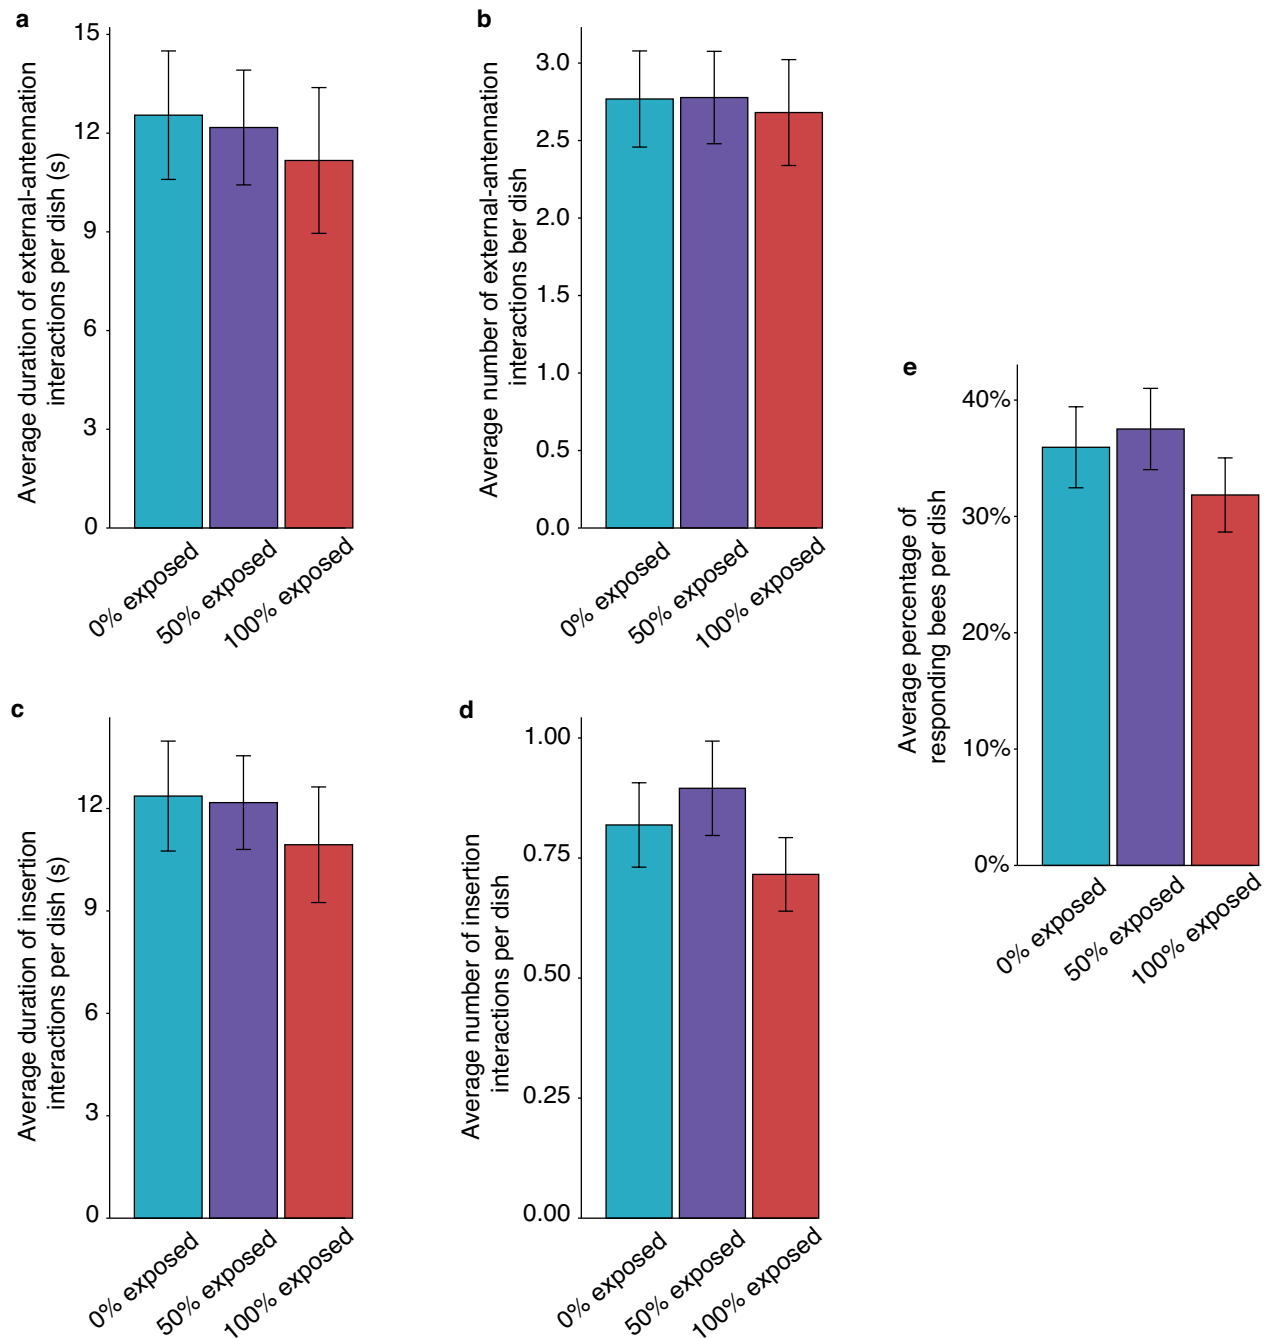 a
Average duration of external-antennation
interactions per dish (s)
15
12
9
6
3
0
0% exposed
50% exposed
100% exposed
b
Average number of external-antennation
interactions ber dish
3.0
2.5
2.0
1.5
1.0
0.5
0.0
0% exposed
50% exposed
100% exposed
c
Average duration of insertion
interactions per dish (s)
12
9
6
3
0
0% exposed
50% exposed
100% exposed
d
Average number of insertion
interactions per dish
1.00
0.75
0.50
0.25
0.00
0% exposed
50% exposed
100% exposed
e
Average percentage of
responding bees per dish
40%
30%
20%
10%
0%
0% exposed
50% exposed
100% exposed